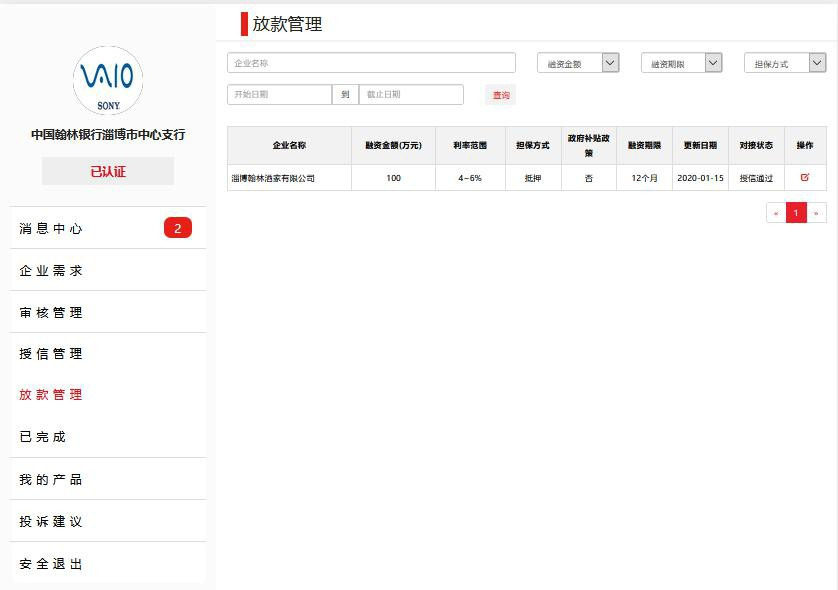 VAIO
SONY
中国翰林银行淄博市中心支行
已认证
消息中心 2
企业需求
审核管理
授信管理
放款管理
已完成
我的产品
投诉建议
安全退出
放款管理
企业名称 融资金额 融资期限 担保方式
开始日期 到 截止日期 查询
企业名称 融资金额(万元) 利率范围 担保方式 政府补贴政策 融资期限 更新日期 对接状态 操作
淄博翰林酒家有限公司 100 4~6% 抵押 否 12个月 2020-01-15 授信通过
« 1 »